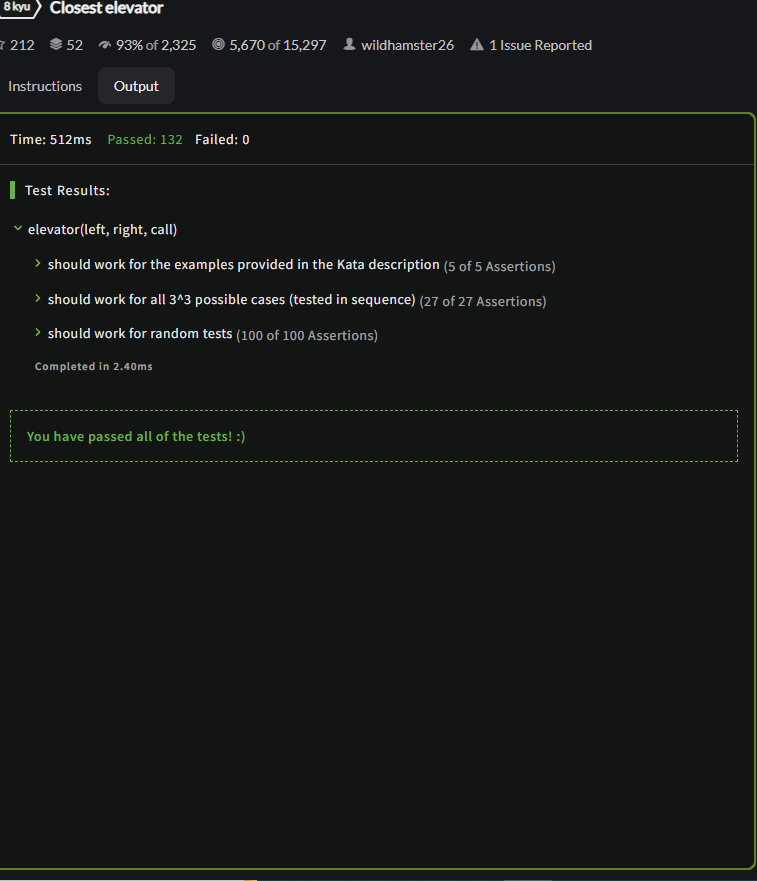 8 kyu Closest elevator
212 52 93% of 2,325 5,670 of 15,297 wildhamster26 1 Issue Reported
Instructions Output
Time: 512ms Passed: 132 Failed: 0
Test Results:
elevator(left, right, call)
should work for the examples provided in the Kata description (5 of 5 Assertions)
should work for all 3^3 possible cases (tested in sequence) (27 of 27 Assertions)
should work for random tests (100 of 100 Assertions)
Completed in 2.40ms
You have passed all of the tests! :)